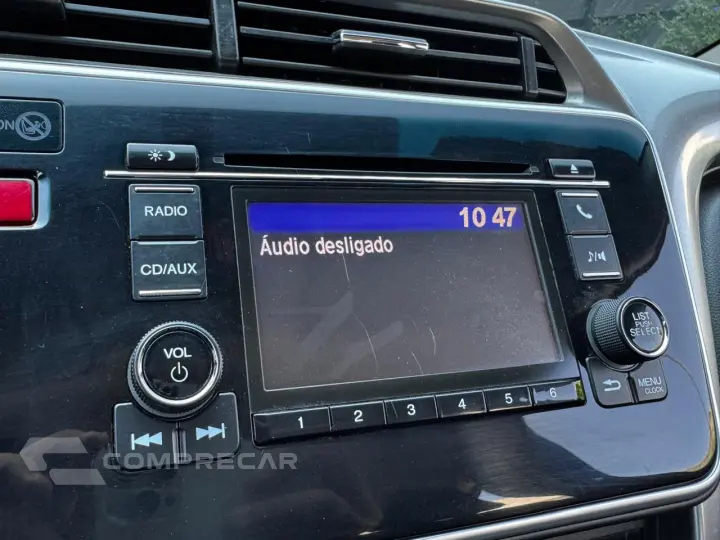 ON
RADIO
10 47
Áudio desligado
CD/AUX
VOL
LIST
PUSH
SELECT
MENU
CLOCK
1 2 3 4 5 6
COMPRECAR